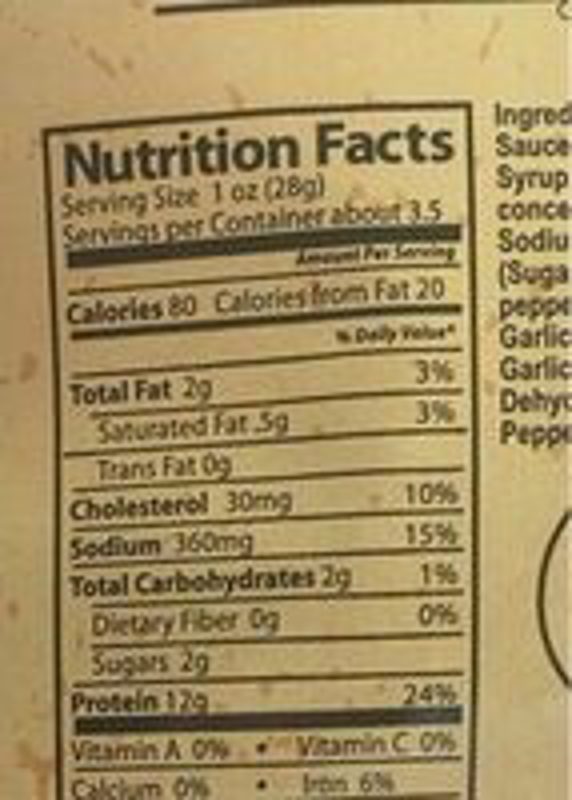 Nutrition Facts
Serving Size 1 oz (28g)
Servings per Container about 3.5
Amount Per Serving
Calories 80 Calories from Fat 20
% Daily Value*
Total Fat 2g 3%
Saturated Fat .5g 3%
Trans Fat 0g
Cholesterol 30mg 10%
Sodium 360mg 15%
Total Carbohydrates 2g 1%
Dietary Fiber 0g 0%
Sugars 2g
Protein 12g 24%
Vitamin A 0% • Vitamin C 0%
Calcium 0% • Iron 6%
Ingred
Sauce
Syrup
conce
Sodiu
(Suga
peppe
Garlic
Garlic
Dehyd
Peppe